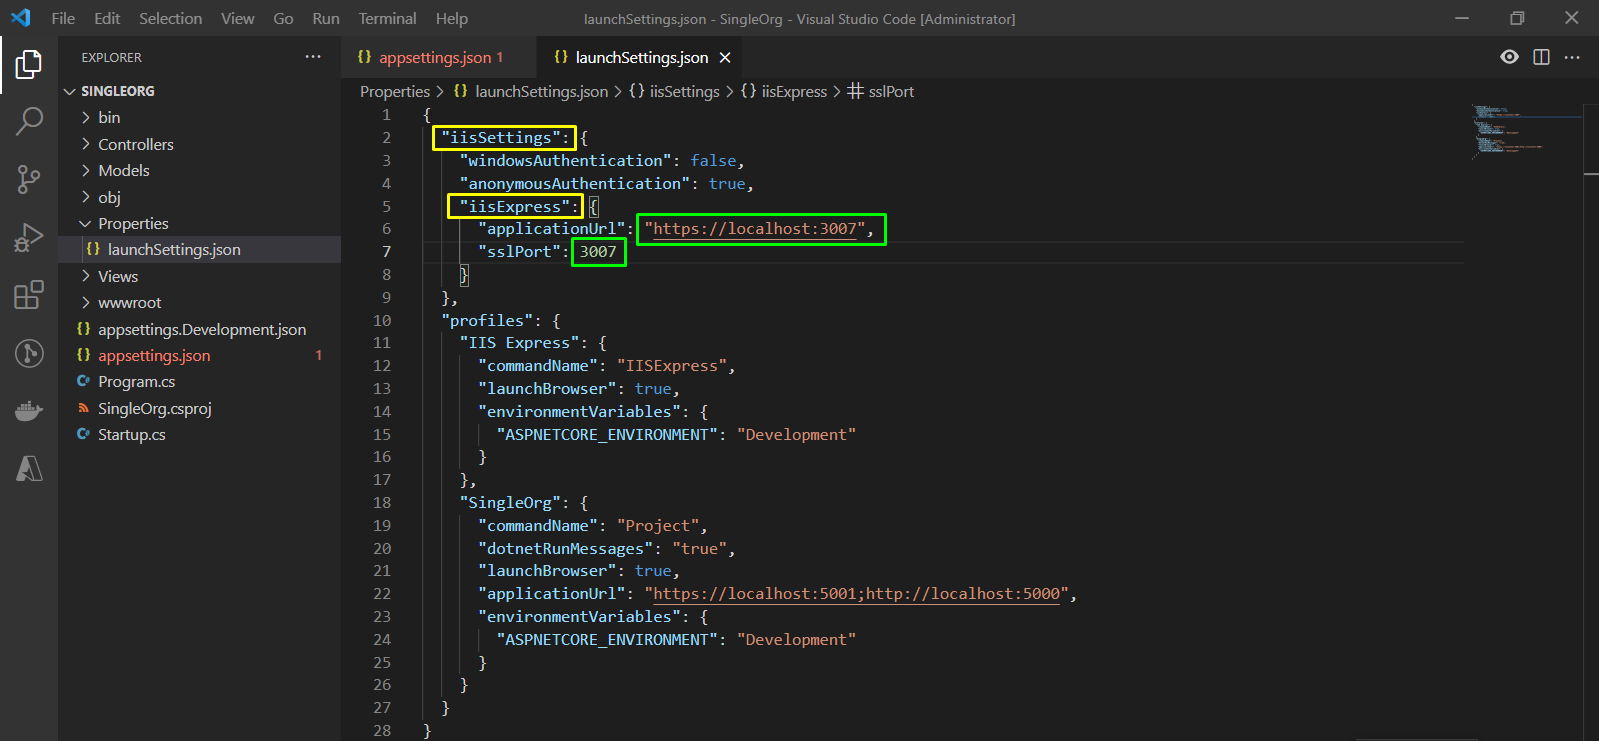 File Edit Selection View Go Run Terminal Help launchSettings.json - SingleOrg - Visual Studio Code [Administrator]
EXPLORER ···
SINGLEORG
bin
Controllers
Models
obj
Properties
{} launchSettings.json
Views
wwwroot
{} appsettings.Development.json
{} appsettings.json 1
C# Program.cs
SingleOrg.csproj
C# Startup.cs
{} appsettings.json 1 {} launchSettings.json ×
Properties > {} launchSettings.json > {} iisSettings > {} iisExpress > # sslPort
1 {
2 "iisSettings": {
3 "windowsAuthentication": false,
4 "anonymousAuthentication": true,
5 "iisExpress": {
6 "applicationUrl": "https://localhost:3007",
7 "sslPort": 3007
8 }
9 },
10 "profiles": {
11 "IIS Express": {
12 "commandName": "IISExpress",
13 "launchBrowser": true,
14 "environmentVariables": {
15 "ASPNETCORE_ENVIRONMENT": "Development"
16 }
17 },
18 "SingleOrg": {
19 "commandName": "Project",
20 "dotnetRunMessages": "true",
21 "launchBrowser": true,
22 "applicationUrl": "https://localhost:5001;http://localhost:5000",
23 "environmentVariables": {
24 "ASPNETCORE_ENVIRONMENT": "Development"
25 }
26 }
27 }
28 }